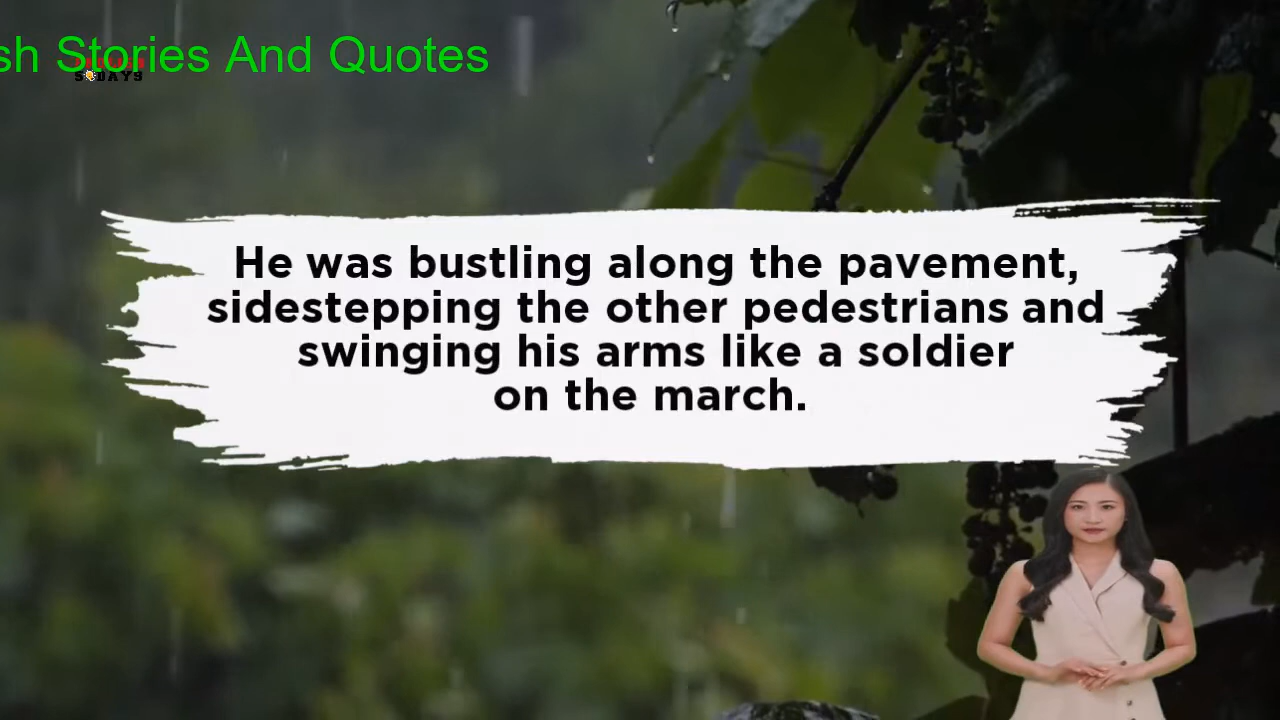 sh Stories And Quotes
He was bustling along the pavement,
sidestepping the other pedestrians and
swinging his arms like a soldier
on the march.